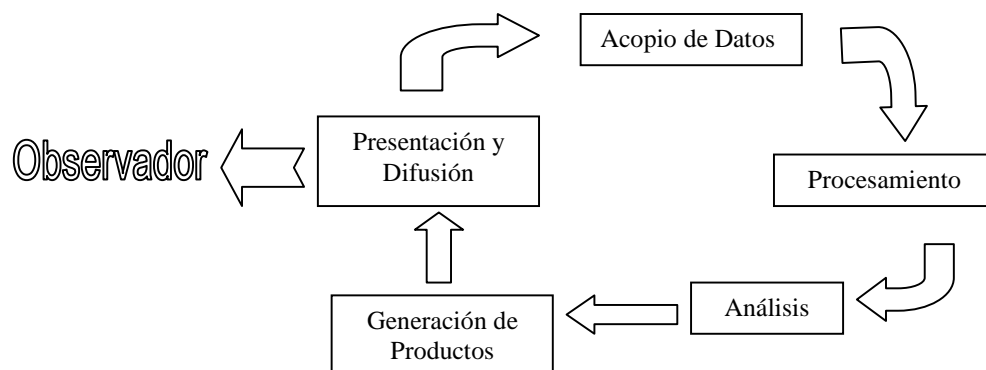 Acopio de Datos
Presentación y
Difusión
Observador
Procesamiento
Análisis
Generación de
Productos